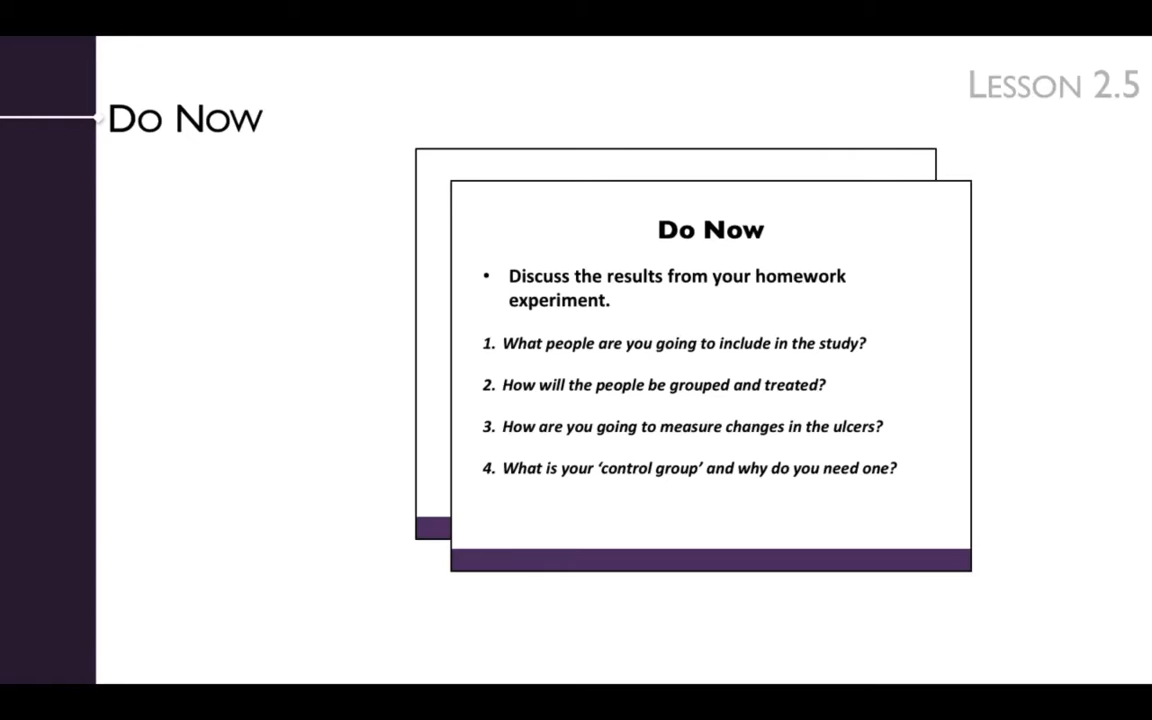 LESSON 2.5
Do Now
Do Now
• Discuss the results from your homework
experiment.
1. What people are you going to include in the study?
2. How will the people be grouped and treated?
3. How are you going to measure changes in the ulcers?
4. What is your ‘control group’ and why do you need one?